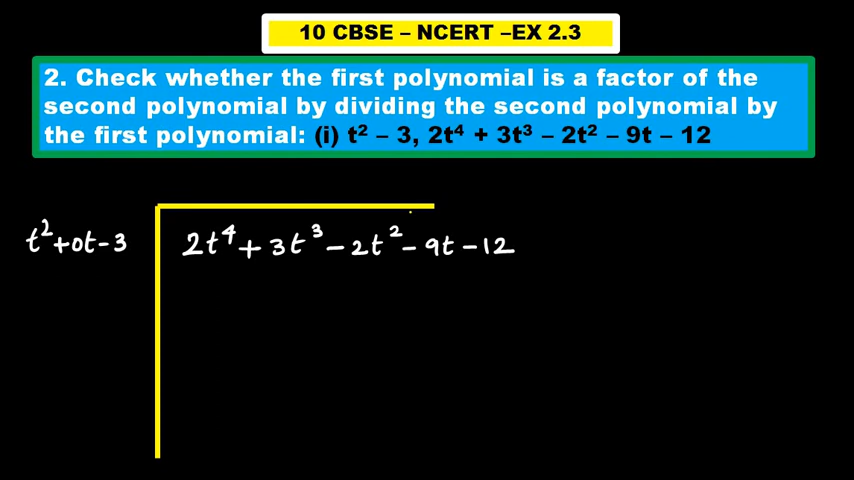 10 CBSE – NCERT –EX 2.3
2. Check whether the first polynomial is a factor of the
second polynomial by dividing the second polynomial by
the first polynomial: (i) t² – 3, 2t⁴ + 3t³ – 2t² – 9t – 12
t²+0t-3 2t⁴+3t³-2t²-9t-12